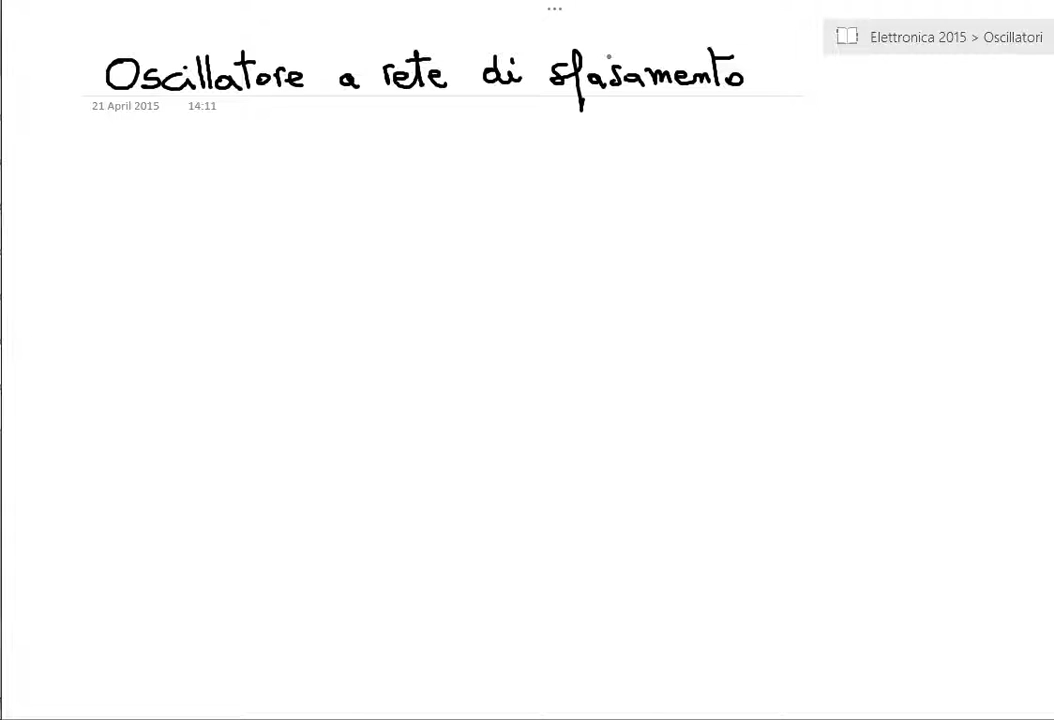 Elettronica 2015 > Oscillatori
Oscillatore a rete di sfasamento
21 April 2015 14:11